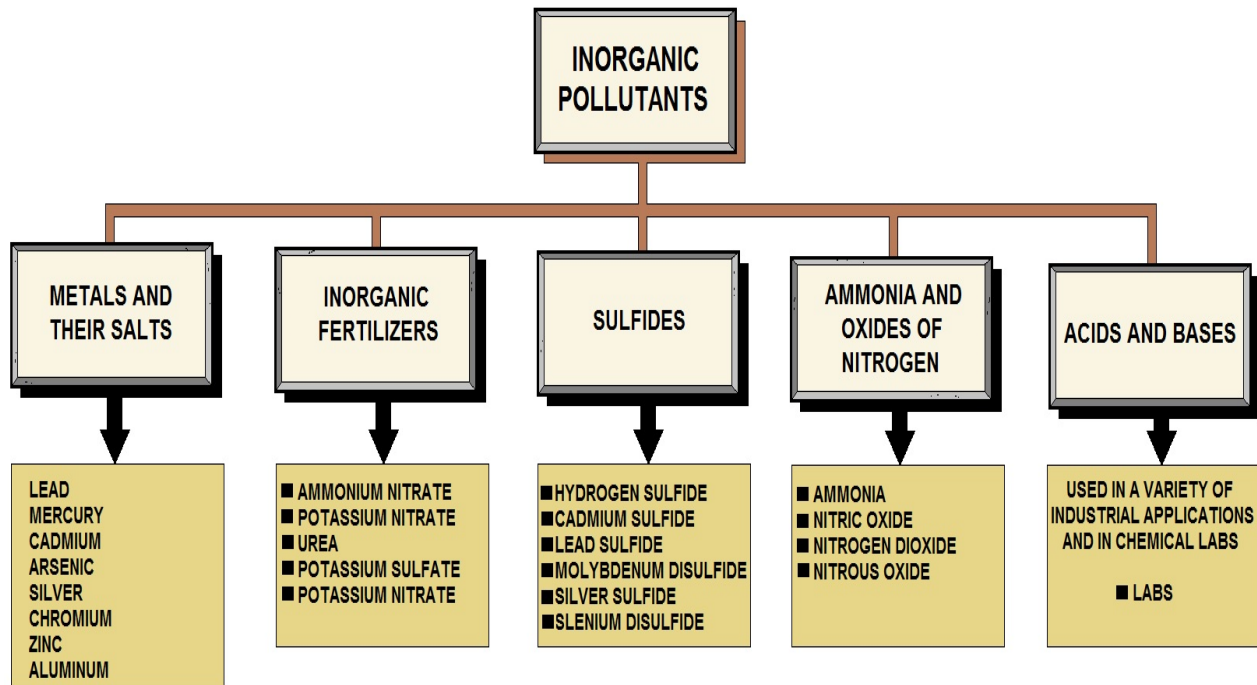 INORGANIC
POLLUTANTS
METALS AND
THEIR SALTS
INORGANIC
FERTILIZERS
SULFIDES
AMMONIA AND
OXIDES OF
NITROGEN
ACIDS AND BASES
LEAD
MERCURY
CADMIUM
ARSENIC
SILVER
CHROMIUM
ZINC
ALUMINUM
■ AMMONIUM NITRATE
■ POTASSIUM NITRATE
■ UREA
■ POTASSIUM SULFATE
■ POTASSIUM NITRATE
■ HYDROGEN SULFIDE
■ CADMIUM SULFIDE
■ LEAD SULFIDE
■ MOLYBDENUM DISULFIDE
■ SILVER SULFIDE
■ SLENIUM DISULFIDE
■ AMMONIA
■ NITRIC OXIDE
■ NITROGEN DIOXIDE
■ NITROUS OXIDE
USED IN A VARIETY OF
INDUSTRIAL APPLICATIONS
AND IN CHEMICAL LABS
■ LABS